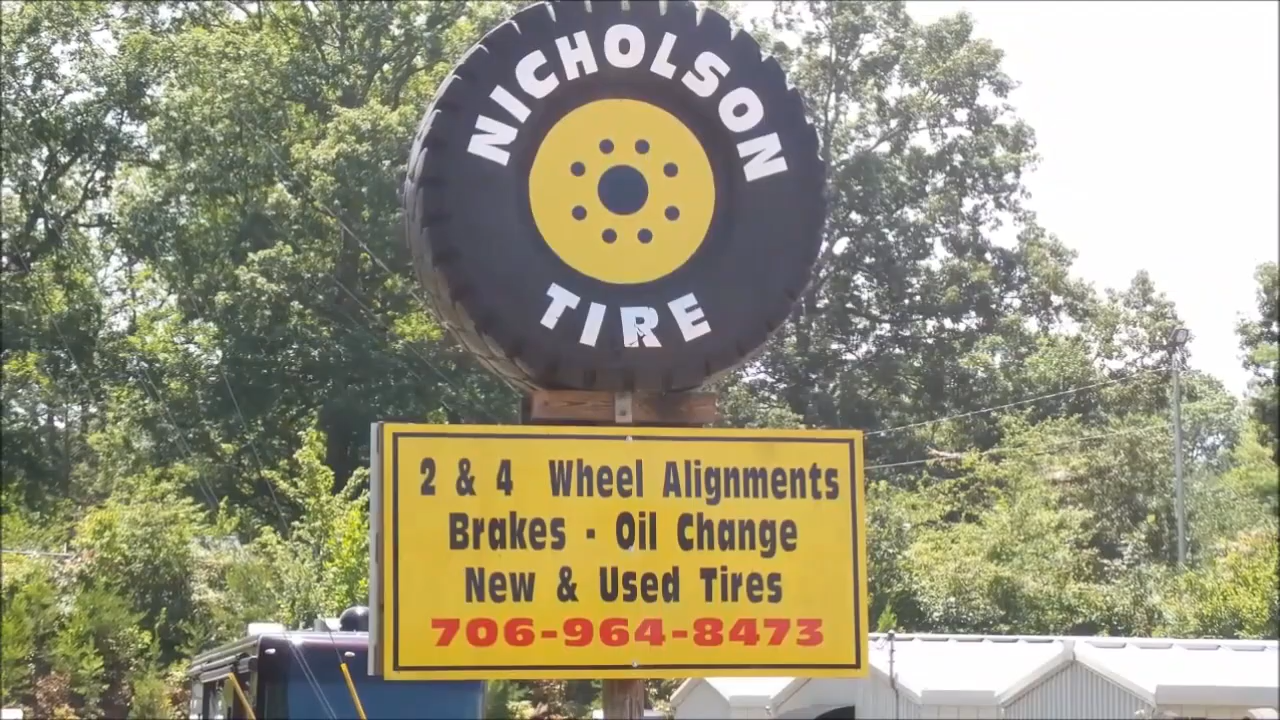 NICHOLSON
TIRE
2 & 4 Wheel Alignments
Brakes - Oil Change
New & Used Tires
706-964-8473